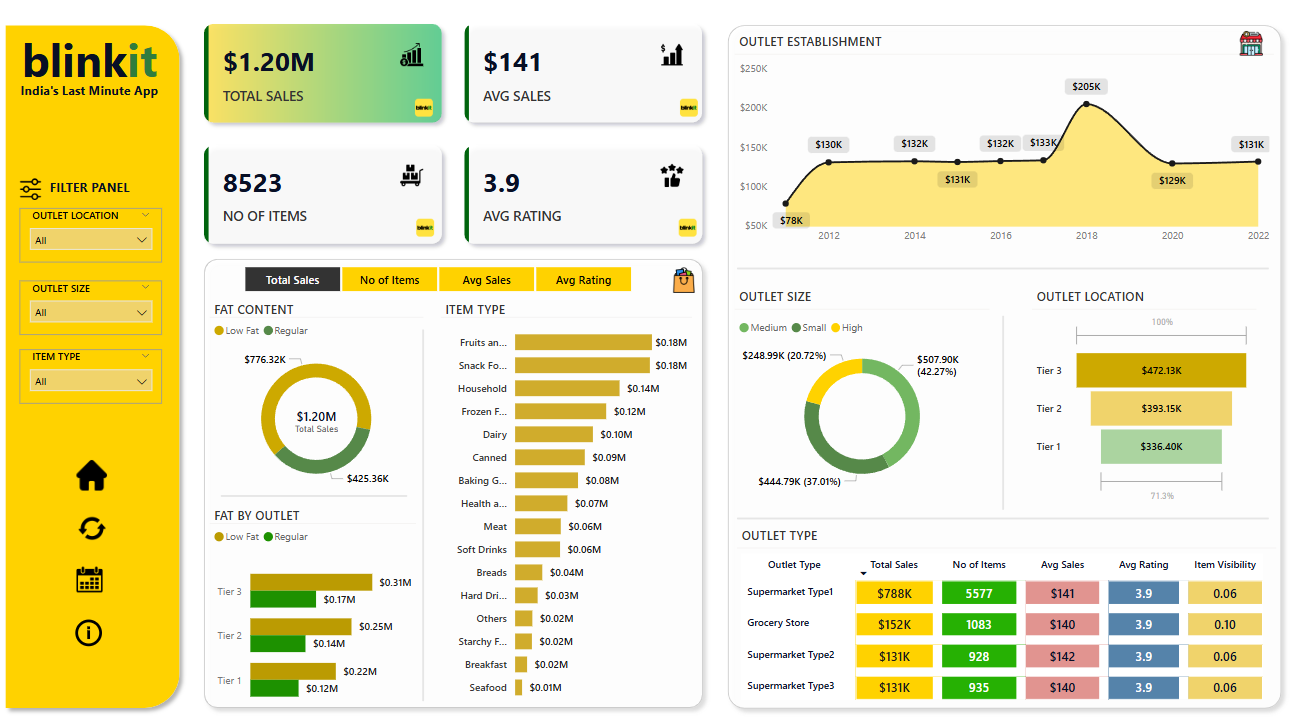 blinkit
India's Last Minute App
FILTER PANEL
OUTLET LOCATION
All
OUTLET SIZE
All
ITEM TYPE
All
$1.20M
TOTAL SALES
blinkit
$141
AVG SALES
blinkit
8523
NO OF ITEMS
blinkit
3.9
AVG RATING
blinkit
Total Sales
No of Items
Avg Sales
Avg Rating
FAT CONTENT
Low Fat Regular
$776.32K
$1.20M
Total Sales
$425.36K
FAT BY OUTLET
Low Fat Regular
Tier 3 $0.31M
$0.17M
Tier 2 $0.25M
$0.14M
Tier 1 $0.22M
$0.12M
ITEM TYPE
Fruits an... $0.18M
Snack Fo... $0.18M
Household $0.14M
Frozen F... $0.12M
Dairy $0.10M
Canned $0.09M
Baking G... $0.08M
Health a... $0.07M
Meat $0.06M
Soft Drinks $0.06M
Breads $0.04M
Hard Dri... $0.03M
Others $0.02M
Starchy F... $0.02M
Breakfast $0.02M
Seafood $0.01M
OUTLET ESTABLISHMENT
$250K
$200K
$150K
$100K
$50K
$78K
$130K
$132K
$131K
$132K
$133K
$205K
$129K
$131K
2012 2014 2016 2018 2020 2022
OUTLET SIZE
Medium Small High
$248.99K (20.72%)
$507.90K
(42.27%)
$444.79K (37.01%)
OUTLET LOCATION
100%
Tier 3 $472.13K
Tier 2 $393.15K
Tier 1 $336.40K
71.3%
OUTLET TYPE
Outlet Type Total Sales No of Items Avg Sales Avg Rating Item Visibility
Supermarket Type1 $788K 5577 $141 3.9 0.06
Grocery Store $152K 1083 $140 3.9 0.10
Supermarket Type2 $131K 928 $142 3.9 0.06
Supermarket Type3 $131K 935 $140 3.9 0.06